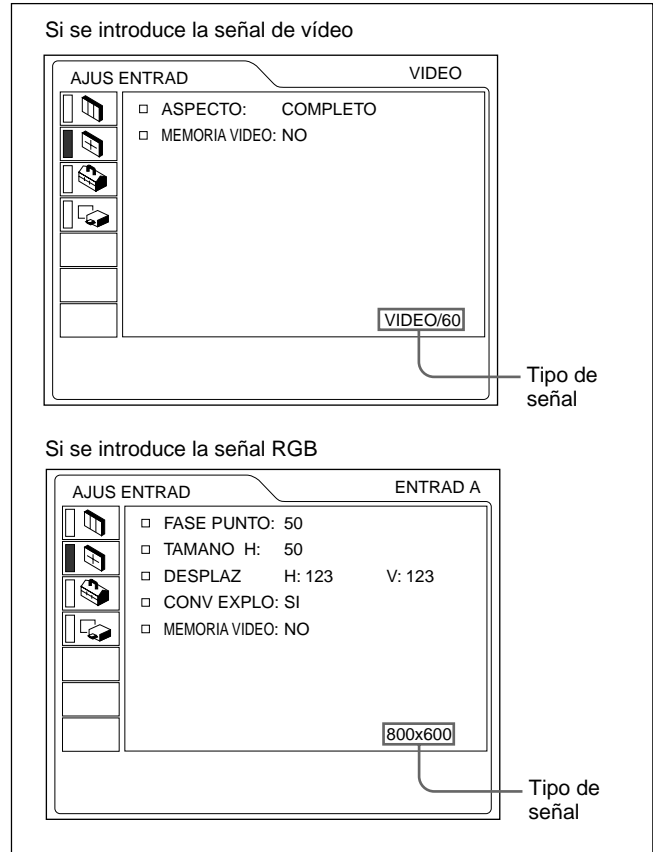 Si se introduce la señal de vídeo
AJUS ENTRAD VIDEO
ASPECTO: COMPLETO
MEMORIA VIDEO: NO
VIDEO/60
Tipo de
señal
Si se introduce la señal RGB
AJUS ENTRAD ENTRAD A
FASE PUNTO: 50
TAMANO H: 50
DESPLAZ H: 123 V: 123
CONV EXPLO: SI
MEMORIA VIDEO: NO
800x600
Tipo de
señal